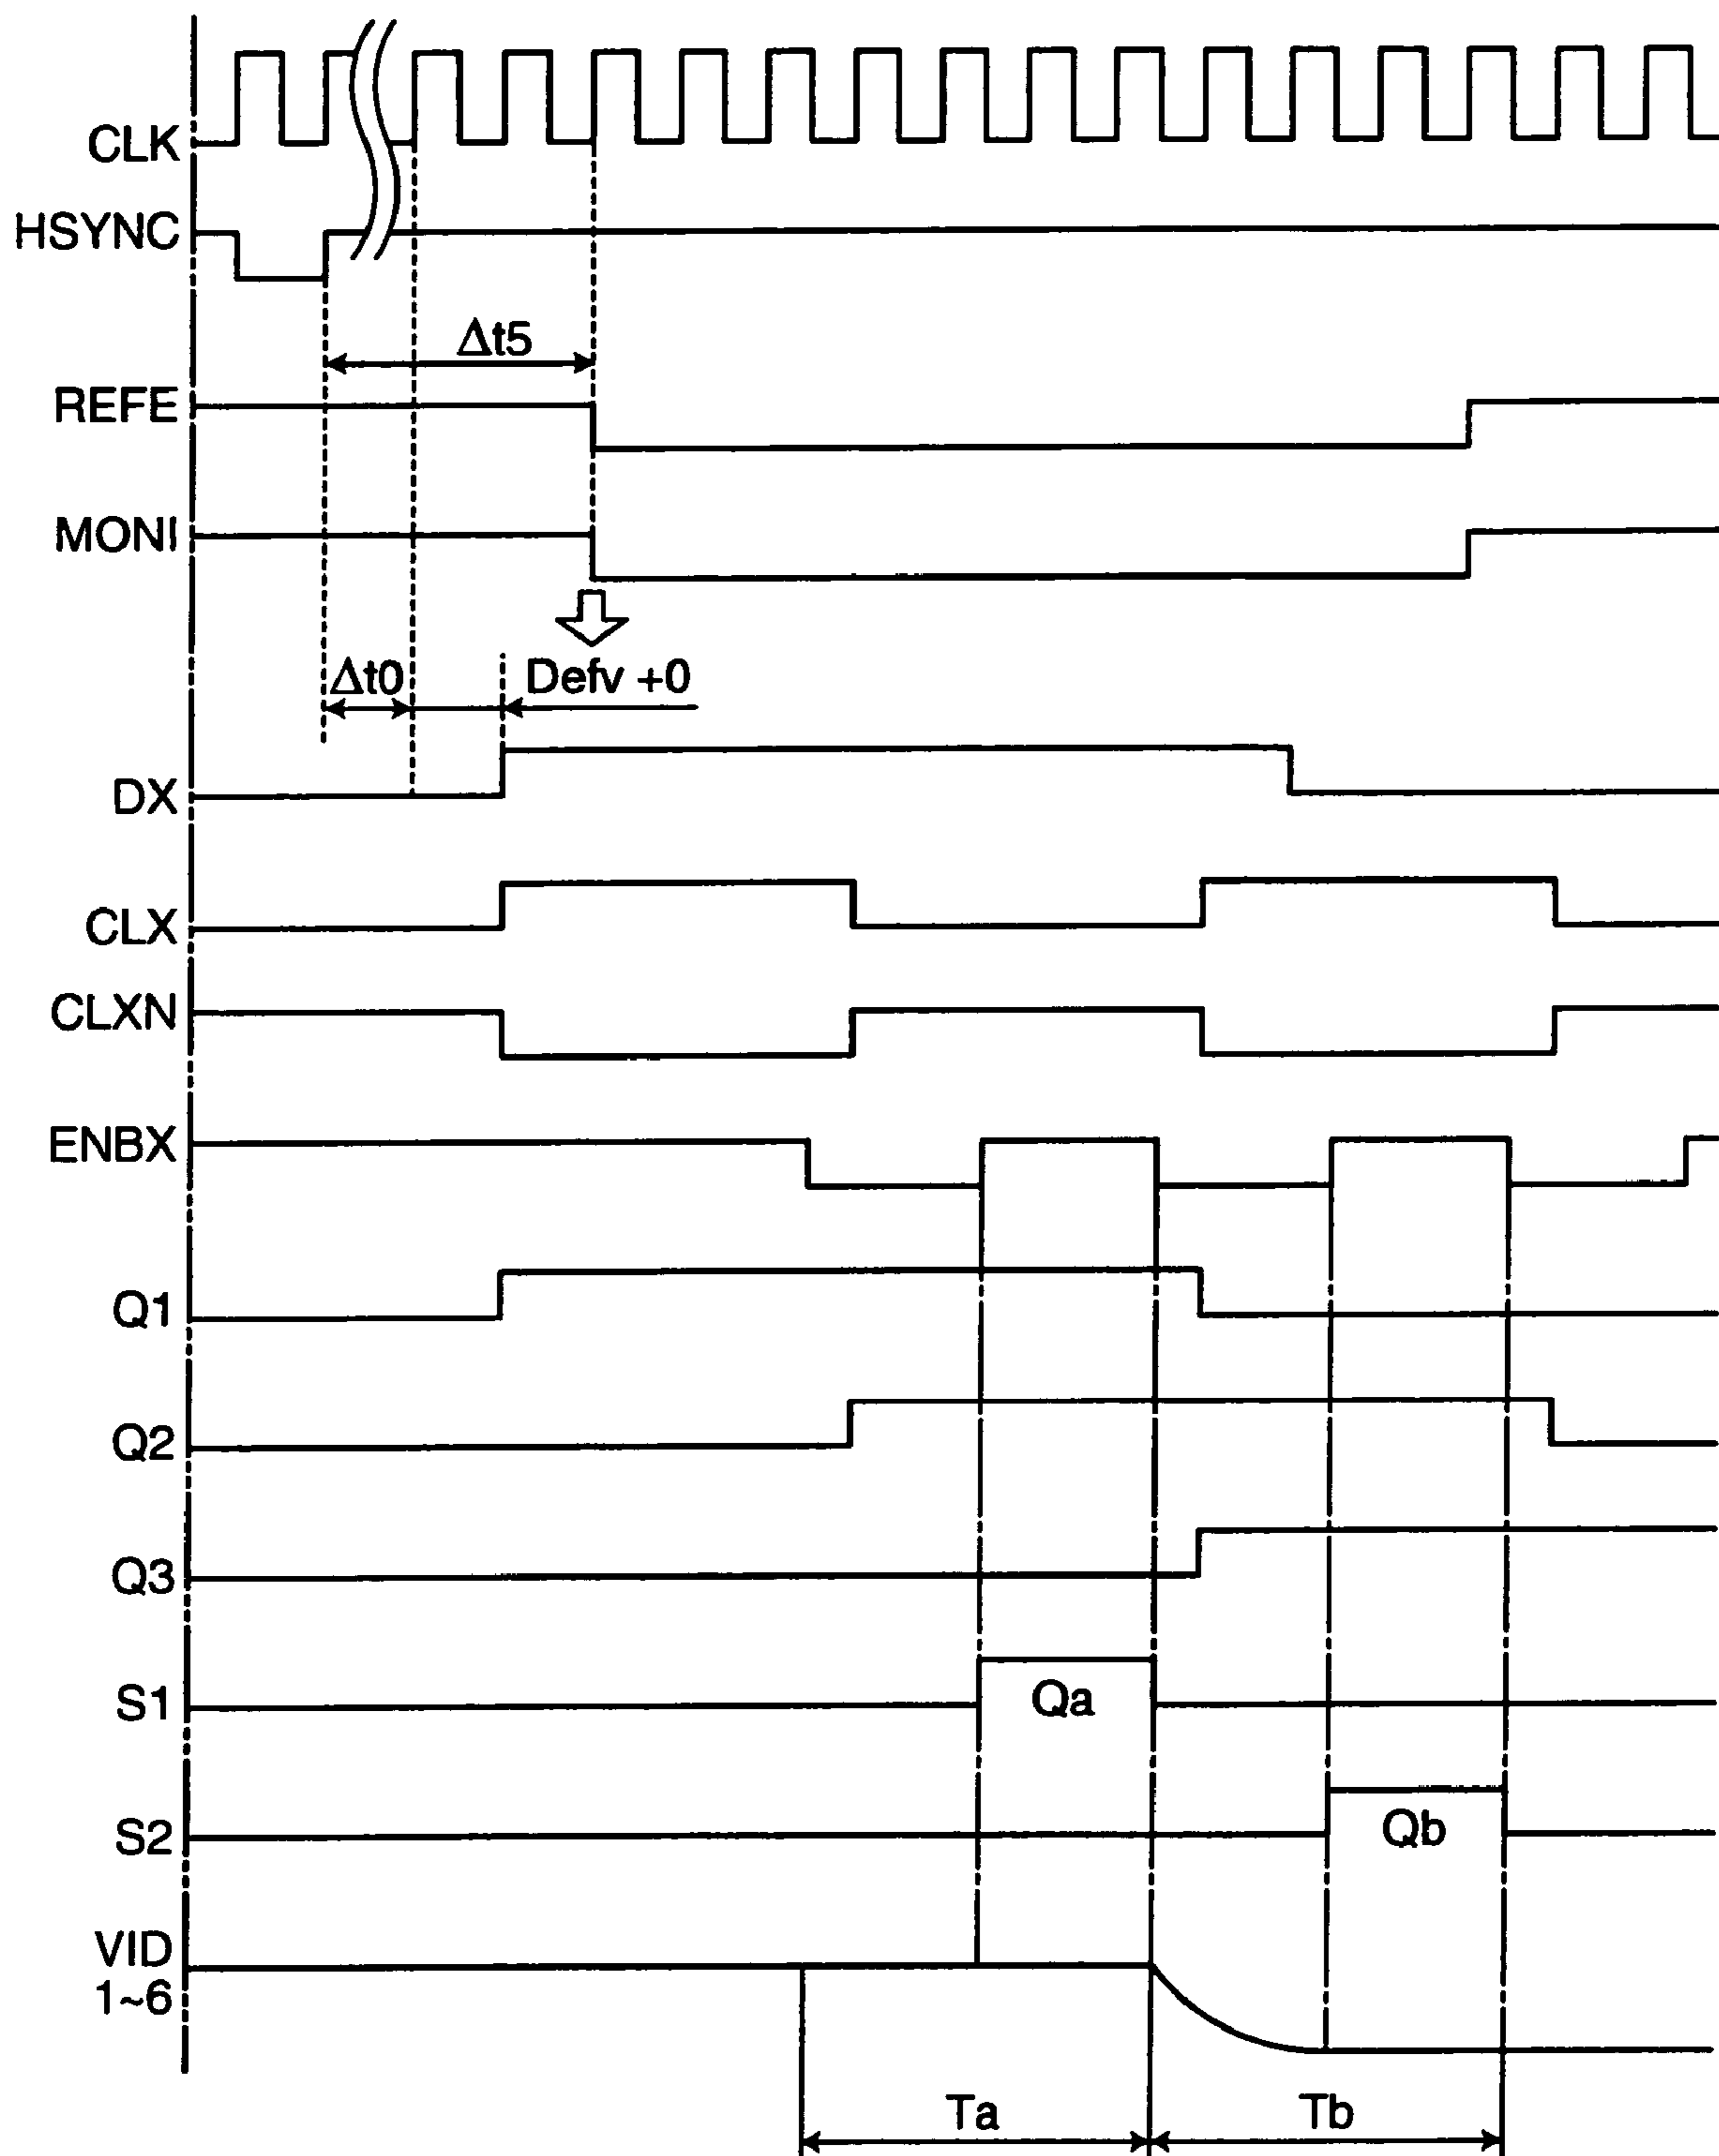 CLK
HSYNC
Δt5
REFE
MONI
Δt0
Defv +0
DX
CLX
CLXN
ENBX
Q1
Q2
Q3
S1
Qa
S2
Qb
VID
1~6
Ta
Tb